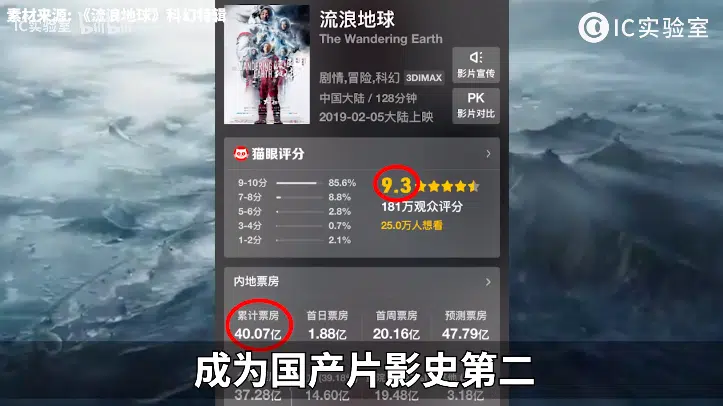 素材来源:《流浪地球》科幻特辑
IC 实验室 bilibili
IC实验室
流浪地球
The Wandering Earth
剧情,冒险,科幻 3DIMAX
中国大陆 / 128分钟
2019-02-05大陆上映
影片宣传
PK
影片对比
WANDERING EARTH
猫眼评分
9-10分 85.6%
7-8分 8.8%
5-6分 2.8%
3-4分 0.7%
1-2分 2.1%
9.3
181万观众评分
25.0万人想看
内地票房
累计票房 首日票房 首周票房 预测票房
40.07亿 1.88亿 20.16亿 47.79亿
成为国产片影史第二
37.28亿 14.60亿 19.48亿 3.18亿